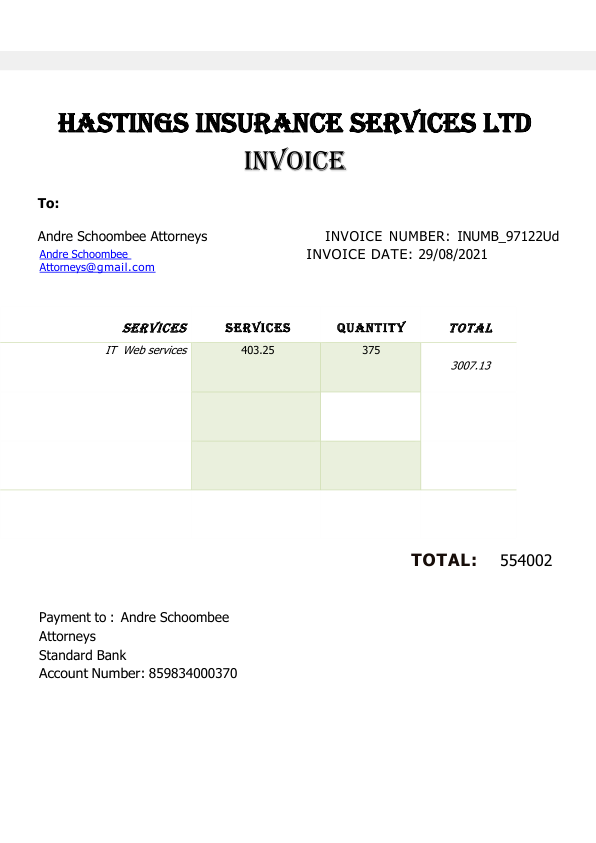 HASTINGS INSURANCE SERVICES LTD
INVOICE
To:
Andre Schoombee Attorneys
INVOICE NUMBER: INUMB_97122Ud
Andre Schoombee
Attorneys@gmail.com
INVOICE DATE: 29/08/2021
SERVICES SERVICES QUANTITY TOTAL
IT Web services 403.25 375
3007.13
TOTAL: 554002
Payment to : Andre Schoombee
Attorneys
Standard Bank
Account Number: 859834000370